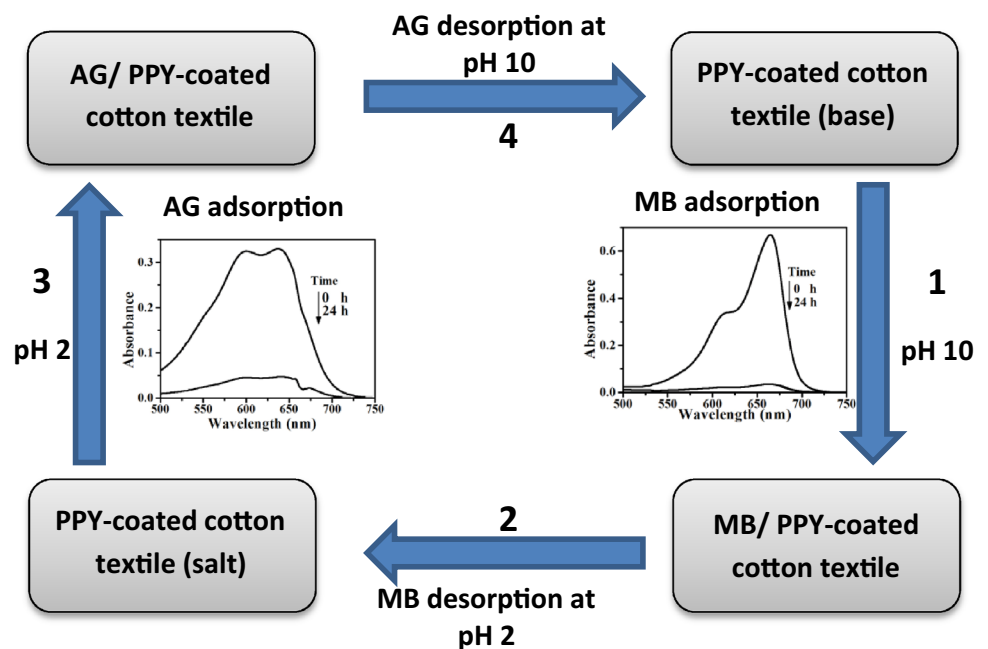 AG/ PPY-coated
cotton textile
AG desorption at
pH 10
4
PPY-coated cotton
textile (base)
3
pH 2
AG adsorption
Absorbance
0.3
0.2
0.1
0.0
500 550 600 650 700 750
Wavelength (nm)
Time
0 h
24 h
MB adsorption
Absorbance
0.6
0.4
0.2
0.0
500 550 600 650 700 750
Wavelength (nm)
Time
0 h
24 h
1
pH 10
PPY-coated cotton
textile (salt)
2
MB desorption at
pH 2
MB/ PPY-coated
cotton textile